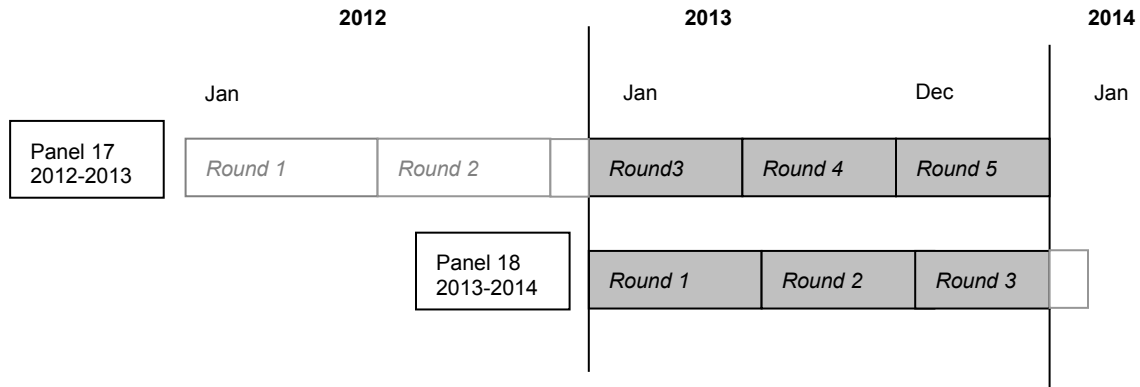 2012 2013 2014
Jan Jan Dec Jan
Panel 17
2012-2013
Round 1 Round 2 Round3 Round 4 Round 5
Panel 18
2013-2014
Round 1 Round 2 Round 3